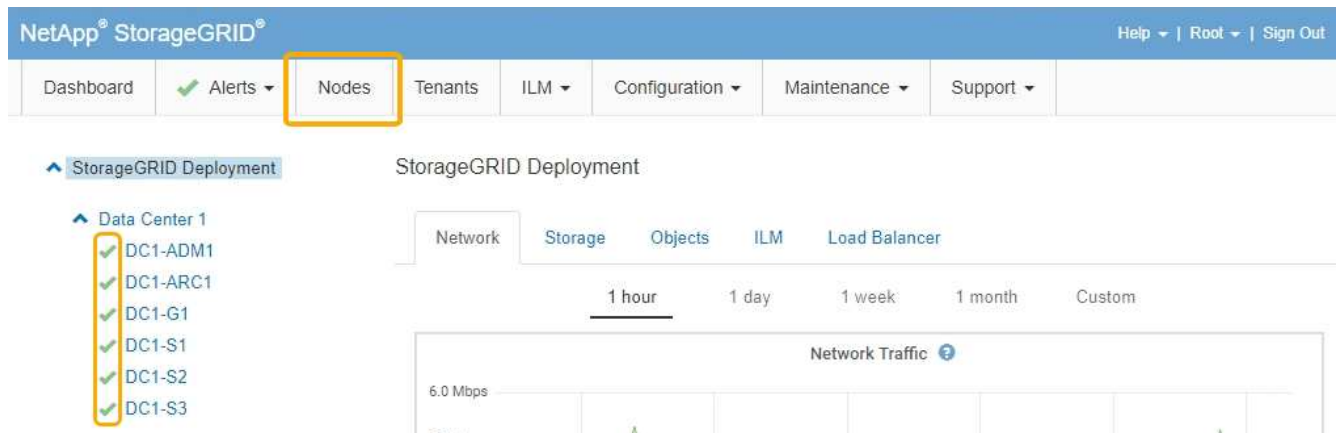 NetApp® StorageGRID®
Help | Root | Sign Out
Dashboard Alerts Nodes Tenants ILM Configuration Maintenance Support
StorageGRID Deployment
Data Center 1
DC1-ADM1
DC1-ARC1
DC1-G1
DC1-S1
DC1-S2
DC1-S3
StorageGRID Deployment
Network Storage Objects ILM Load Balancer
1 hour 1 day 1 week 1 month Custom
Network Traffic ?
6.0 Mbps